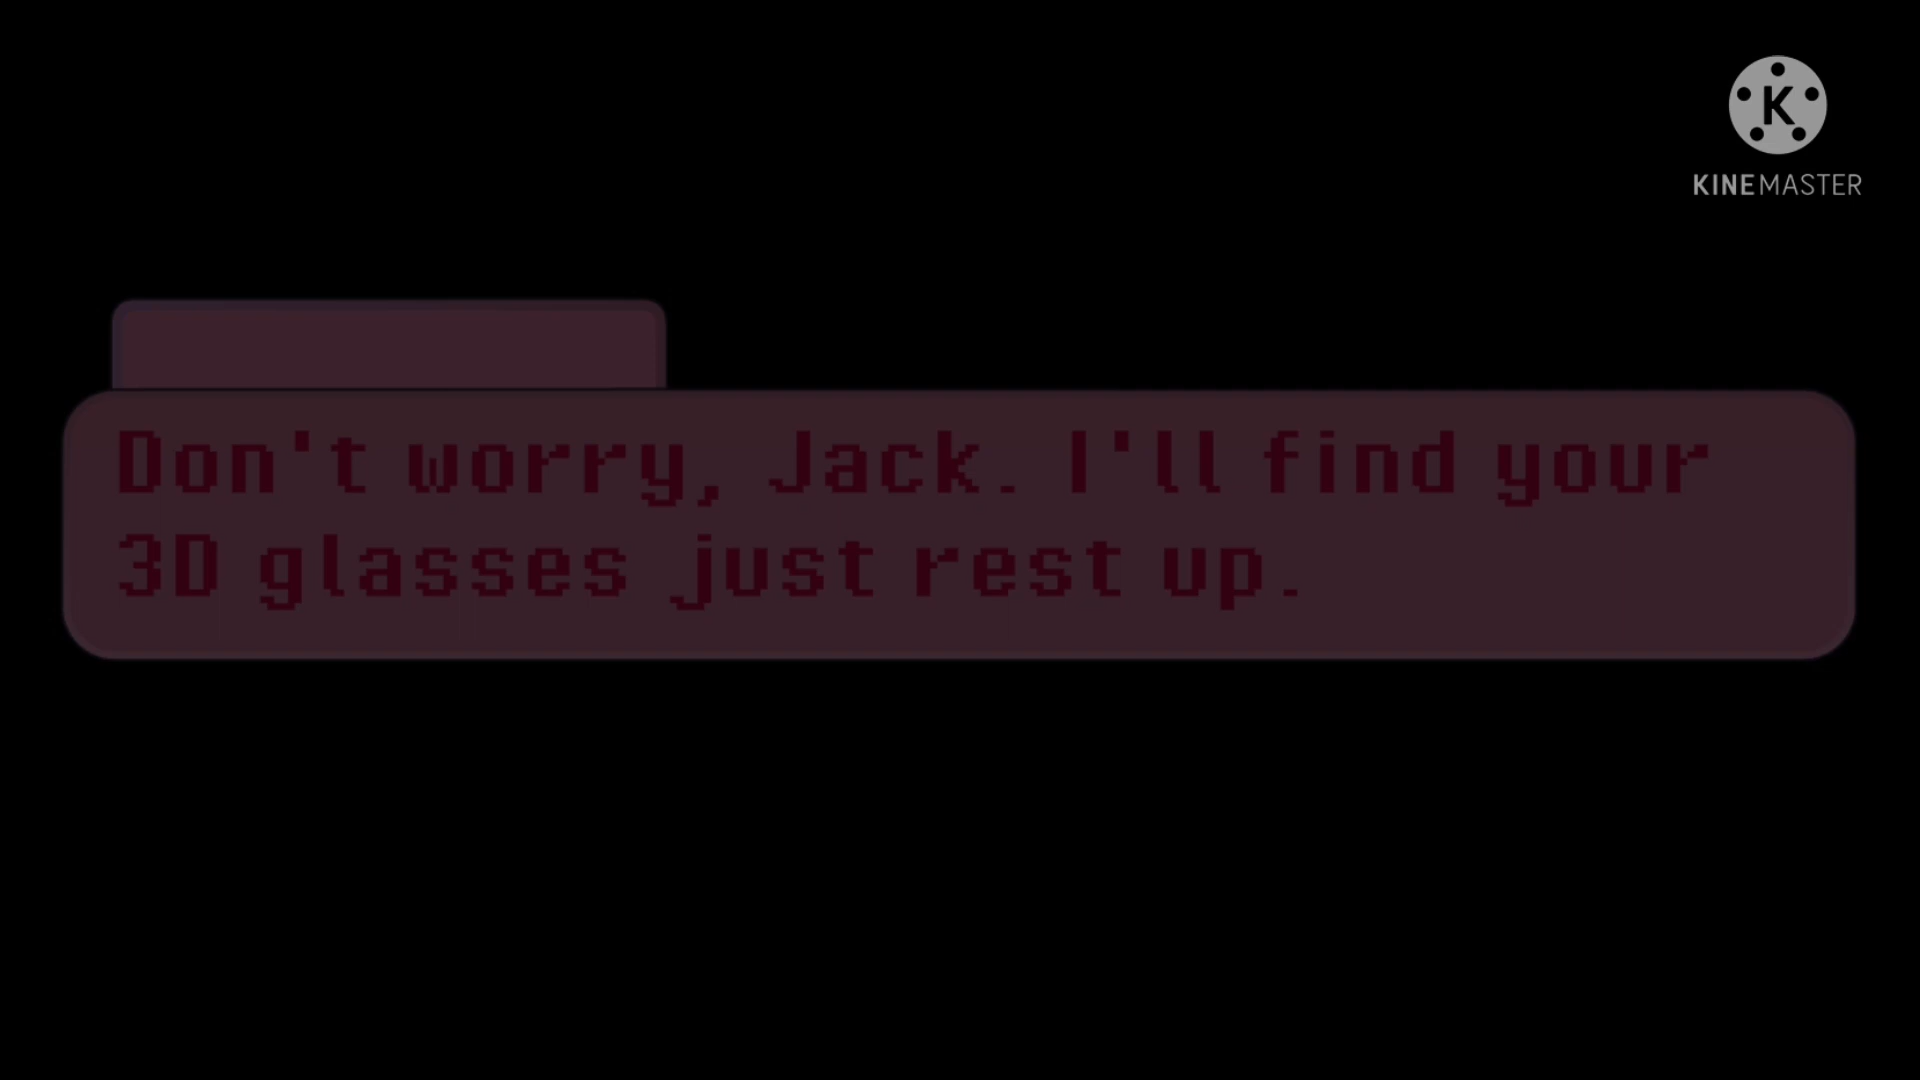 K
KINEMASTER
Don't worry, Jack. I'll find your
3D glasses just rest up.